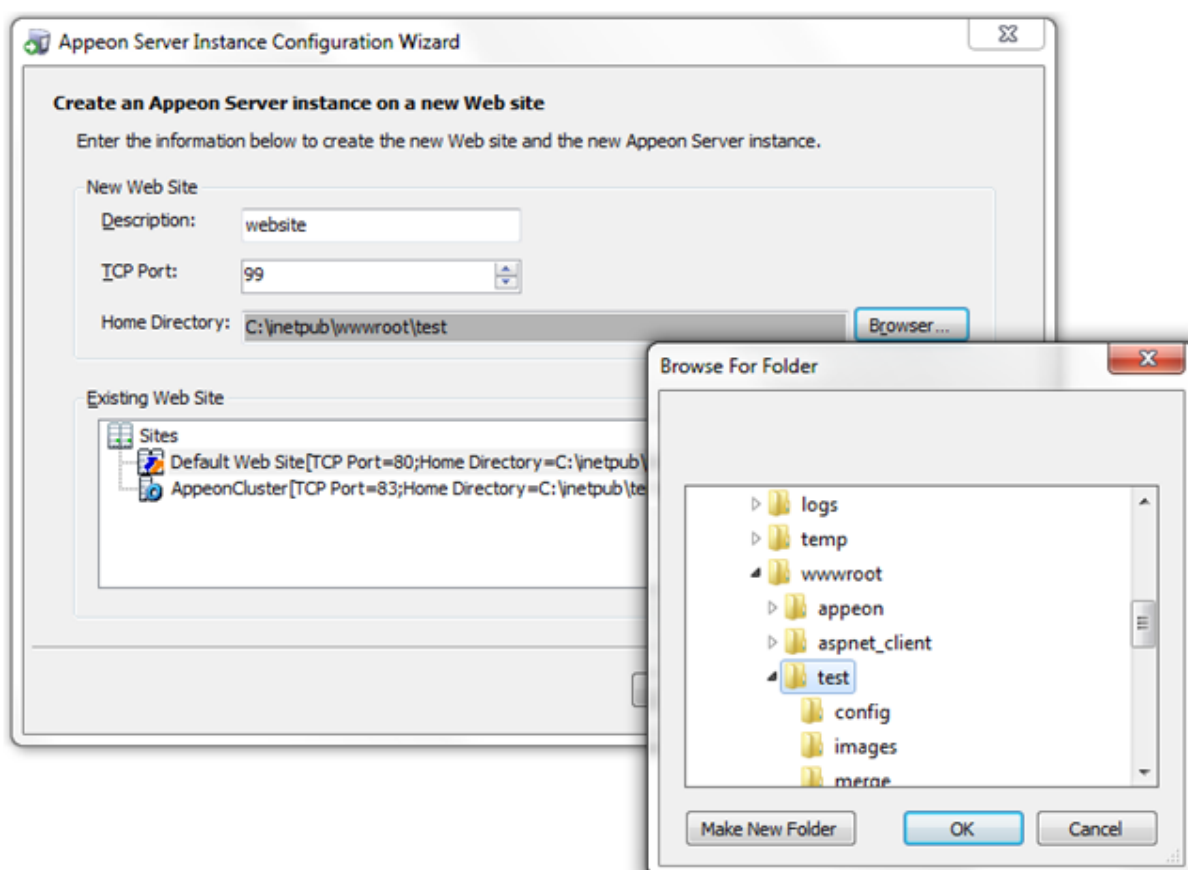 Appeon Server Instance Configuration Wizard
Create an Appeon Server instance on a new Web site
Enter the information below to create the new Web site and the new Appeon Server instance.
New Web Site
Description:
website
TCP Port:
99
Home Directory:
C:\inetpub\wwwroot\test
Browser...
Existing Web Site
Sites
Default Web Site[TCP Port=80;Home Directory=C:\inetpub\
AppeonCluster[TCP Port=83;Home Directory=C:\inetpub\te
Browse For Folder
logs
temp
wwwroot
appeon
aspnet_client
test
config
images
merge
Make New Folder
OK
Cancel